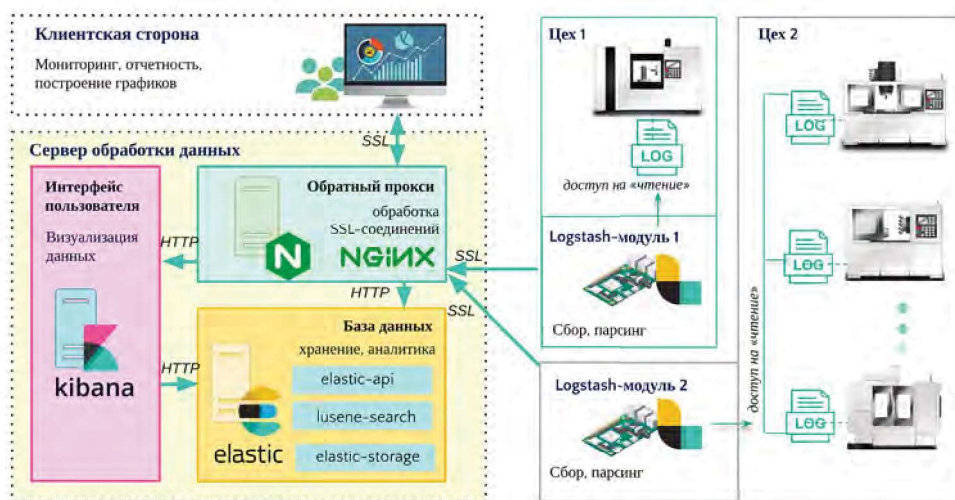 Клиентская сторона
Мониторинг, отчетность,
построение графиков
SSL
Сервер обработки данных
Интерфейс
пользователя
Визуализация
данных
kibana
HTTP
HTTP
Обратный прокси
обработка
SSL-соединений
N
NGiNX
HTTP
SSL
SSL
База данных
хранение, аналитика
elastic-api
lusene-search
elastic-storage
elastic
Цех 1
LOG
доступ на «чтение»
Logstash-модуль 1
Сбор, парсинг
Logstash-модуль 2
Сбор, парсинг
Цех 2
LOG
LOG
LOG
доступ на «чтение»